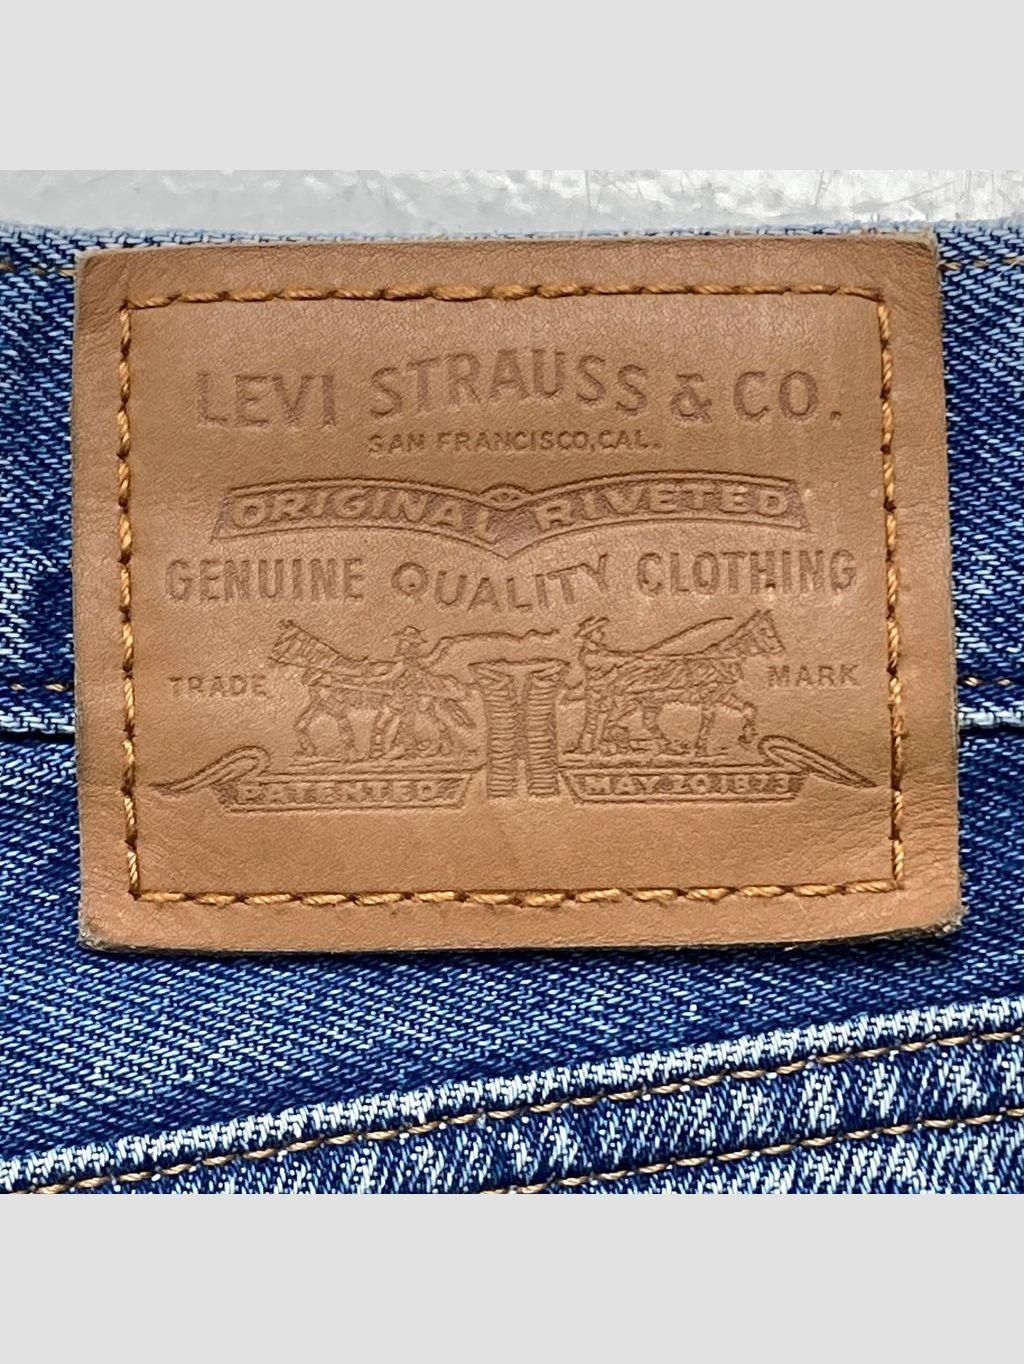 LEVI STRAUSS & CO.
SAN FRANCISCO, CAL.
ORIGINAL RIVETED
GENUINE QUALITY CLOTHING
TRADE MARK
PATENTED MAY 20 1873